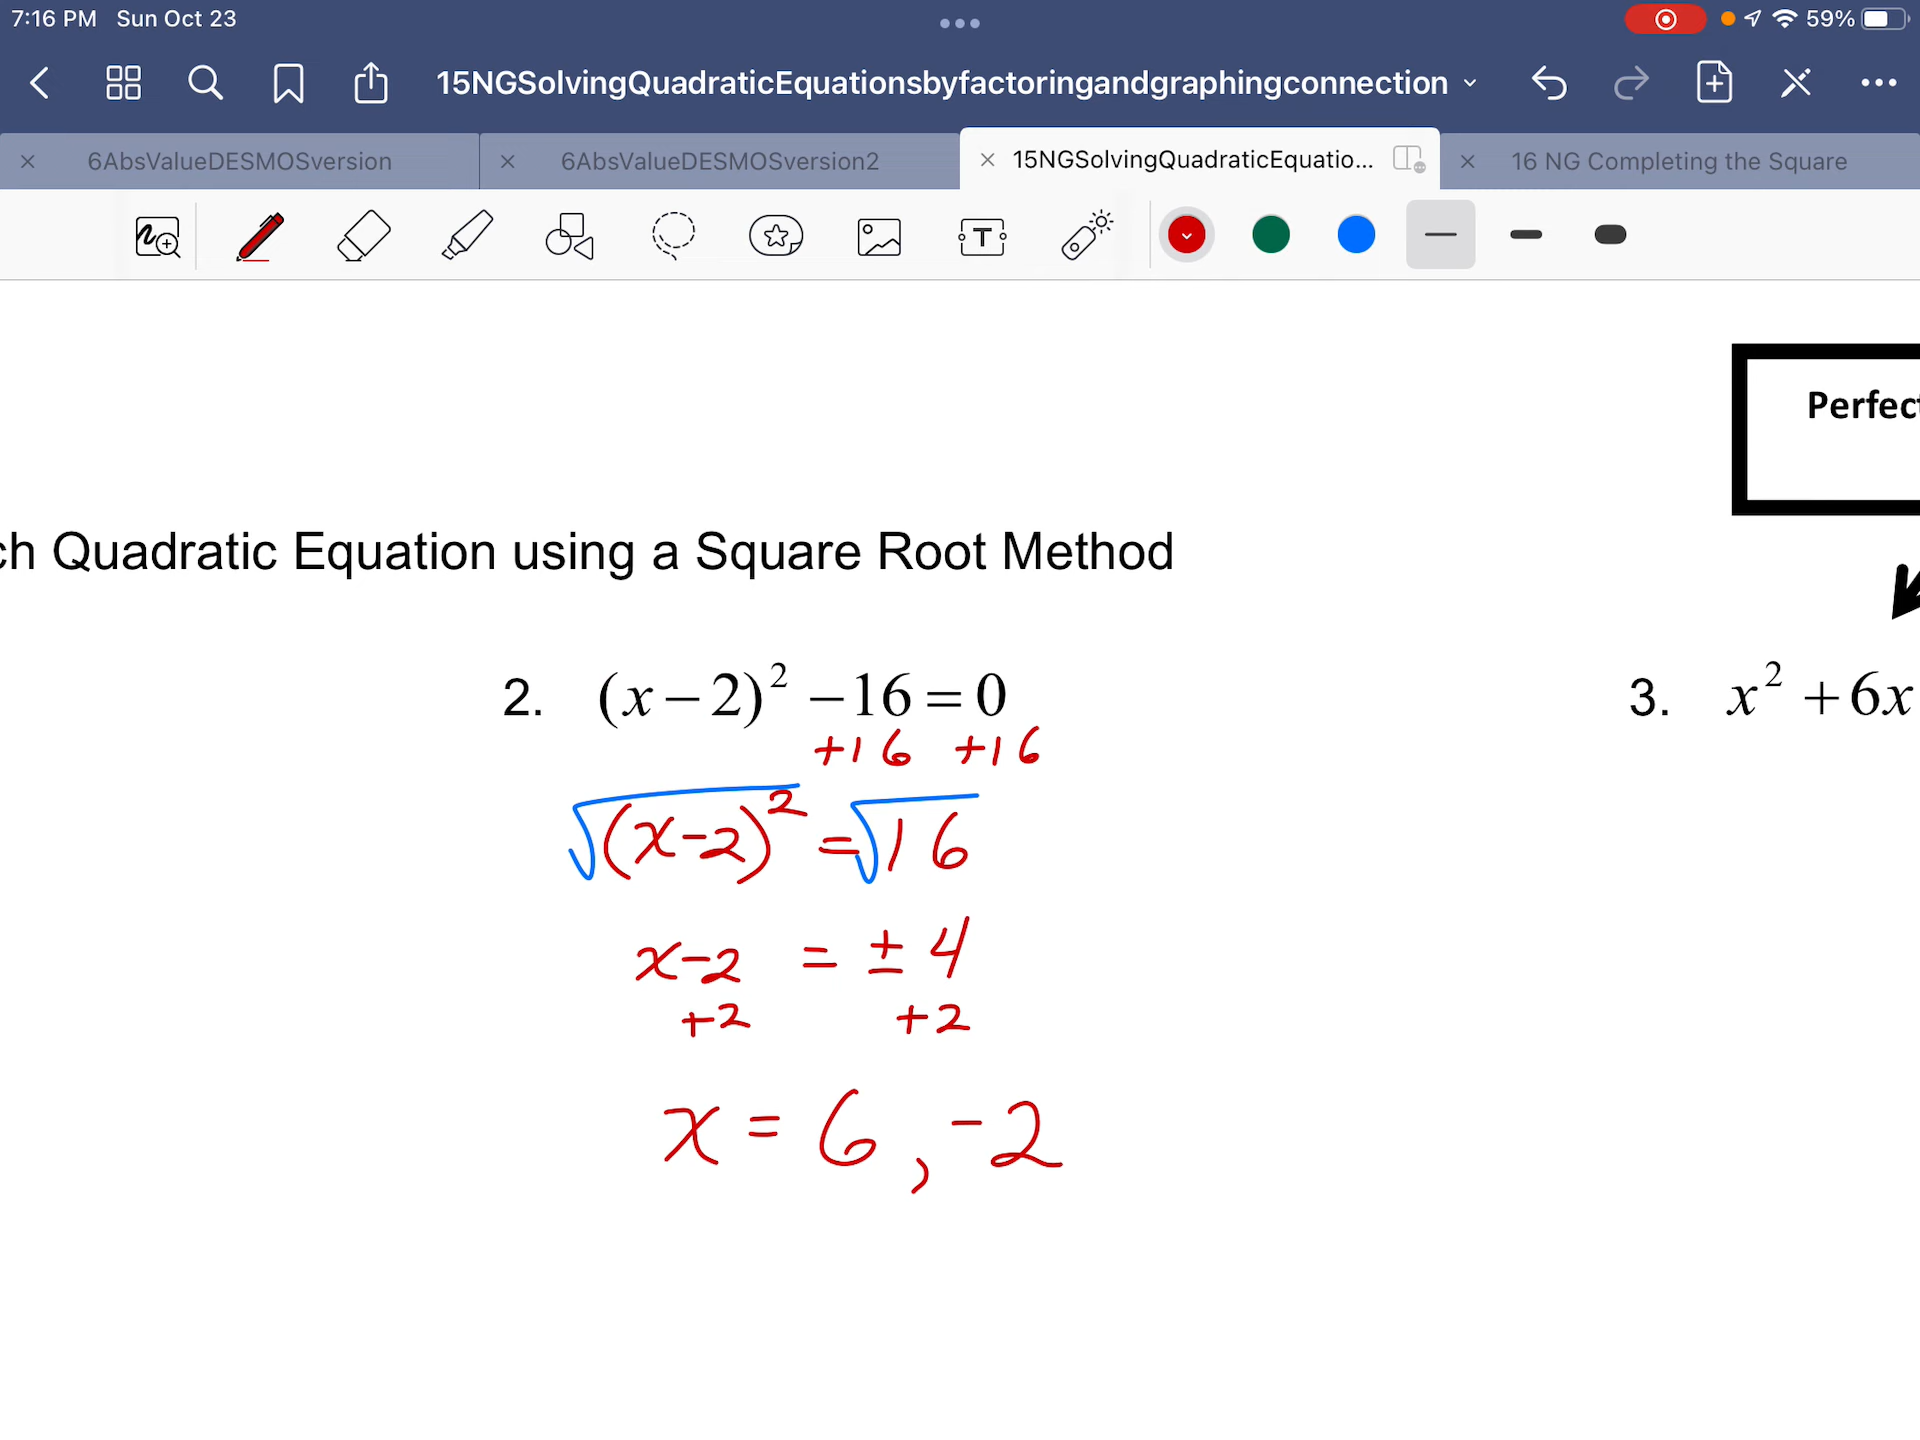 7:16 PM Sun Oct 23
59%
15NGSolvingQuadraticEquationsbyfactoringandgraphingconnection
6AbsValueDESMOSversion
6AbsValueDESMOSversion2
15NGSolvingQuadraticEquatio...
16 NG Completing the Square
T
Perfect
ch Quadratic Equation using a Square Root Method
2. (x−2)² −16=0
+16 +16
√(x-2)² = √16
x-2 = ± 4
+2 +2
x = 6, -2
3. x² +6x